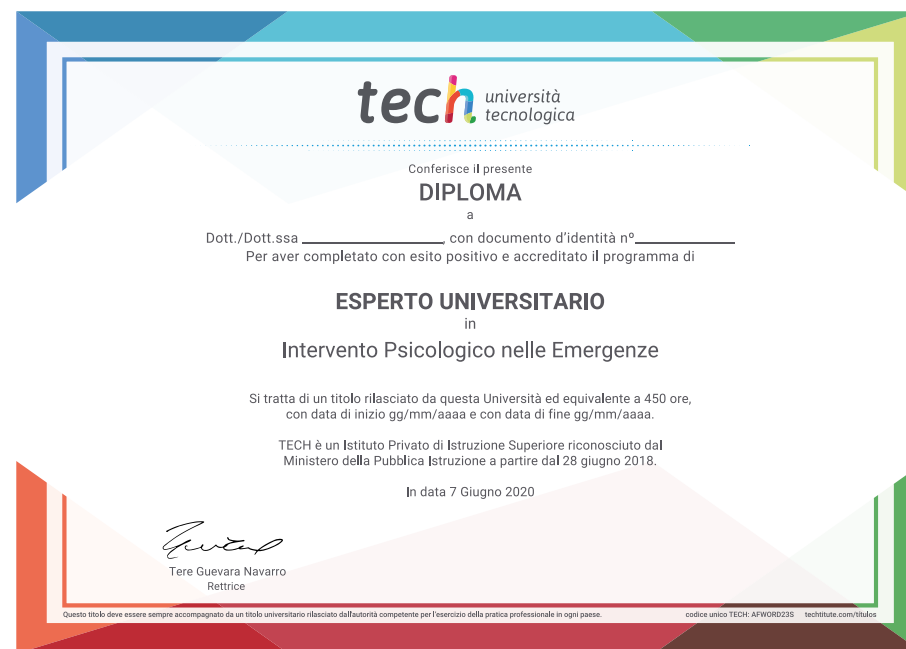 tech università
tecnologica
Conferisce il presente
DIPLOMA
a
Dott./Dott.ssa ____________________, con documento d'identità nº______________
Per aver completato con esito positivo e accreditato il programma di
ESPERTO UNIVERSITARIO
in
Intervento Psicologico nelle Emergenze
Si tratta di un titolo rilasciato da questa Università ed equivalente a 450 ore,
con data di inizio gg/mm/aaaa e con data di fine gg/mm/aaaa.
TECH è un Istituto Privato di Istruzione Superiore riconosciuto dal
Ministero della Pubblica Istruzione a partire dal 28 giugno 2018.
In data 7 Giugno 2020
Tere Guevara Navarro
Rettrice
Questo titolo deve essere sempre accompagnato da un titolo universitario rilasciato dall'autorità competente per l'esercizio della pratica professionale in ogni paese. codice unico TECH: AFWORD23S techtitute.com/titulos